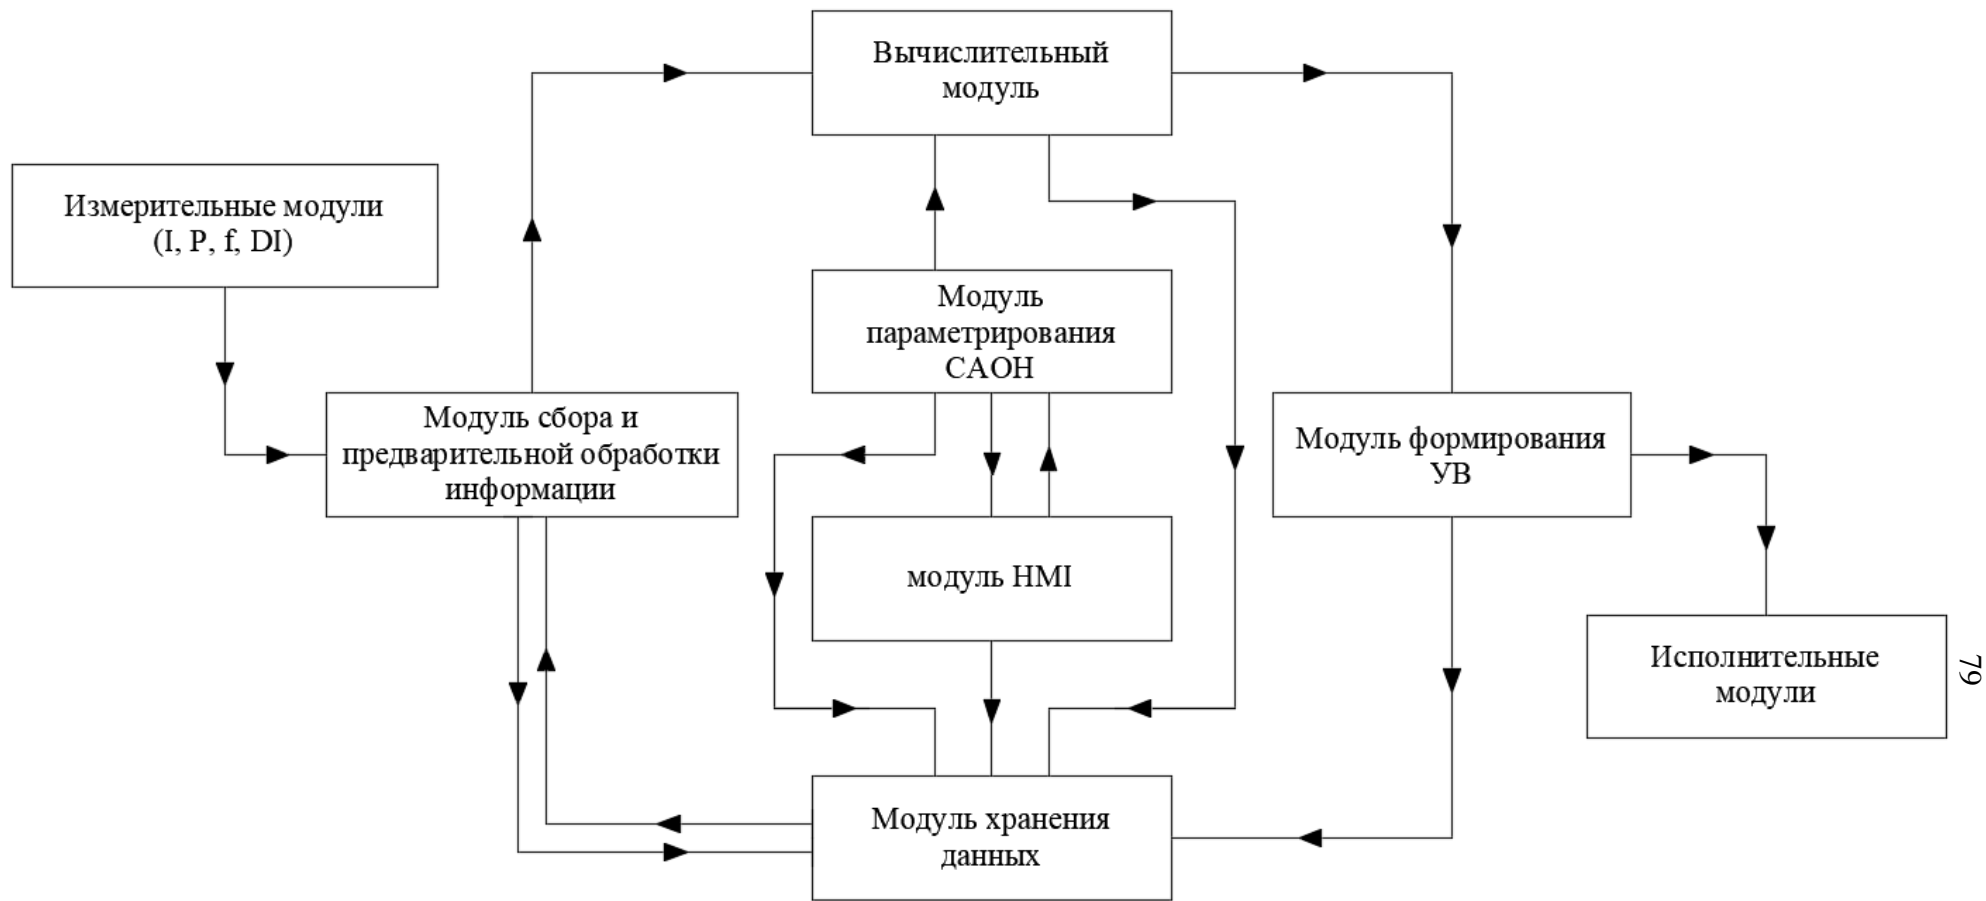 Вычислительный
модуль
Измерительные модули
(I, P, f, DI)
Модуль
параметрирования
САОН
Модуль сбора и
предварительной обработки
информации
Модуль формирования
УВ
модуль HMI
Исполнительные
модули
79
Модуль хранения
данных